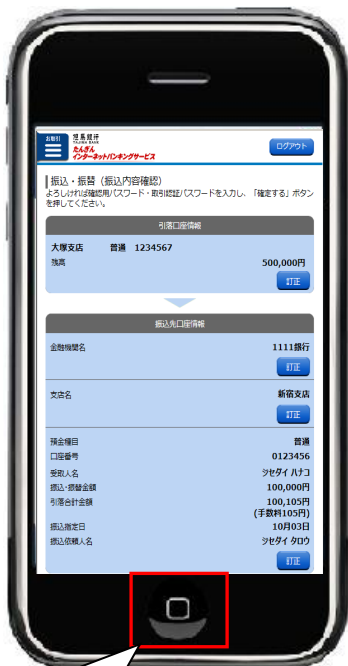 お取引
但馬銀行
TAJIMA BANK
たんぎん
インターネットバンキングサービス
ログアウト
振込・振替（振込内容確認）
よろしければ確認用パスワード・取引認証パスワードを入力し、「確定する」ボタン
を押してください。
引落口座情報
大塚支店 普通 1234567
残高 500,000円
訂正
振込先口座情報
金融機関名 1111銀行
訂正
支店名 新宿支店
訂正
預金種目 普通
口座番号 0123456
受取人名 シセダイ ハナコ
振込・振替金額 100,000円
引落合計金額 100,105円
(手数料105円)
振込指定日 10月03日
振込依頼人名 シセダイ タロウ
訂正